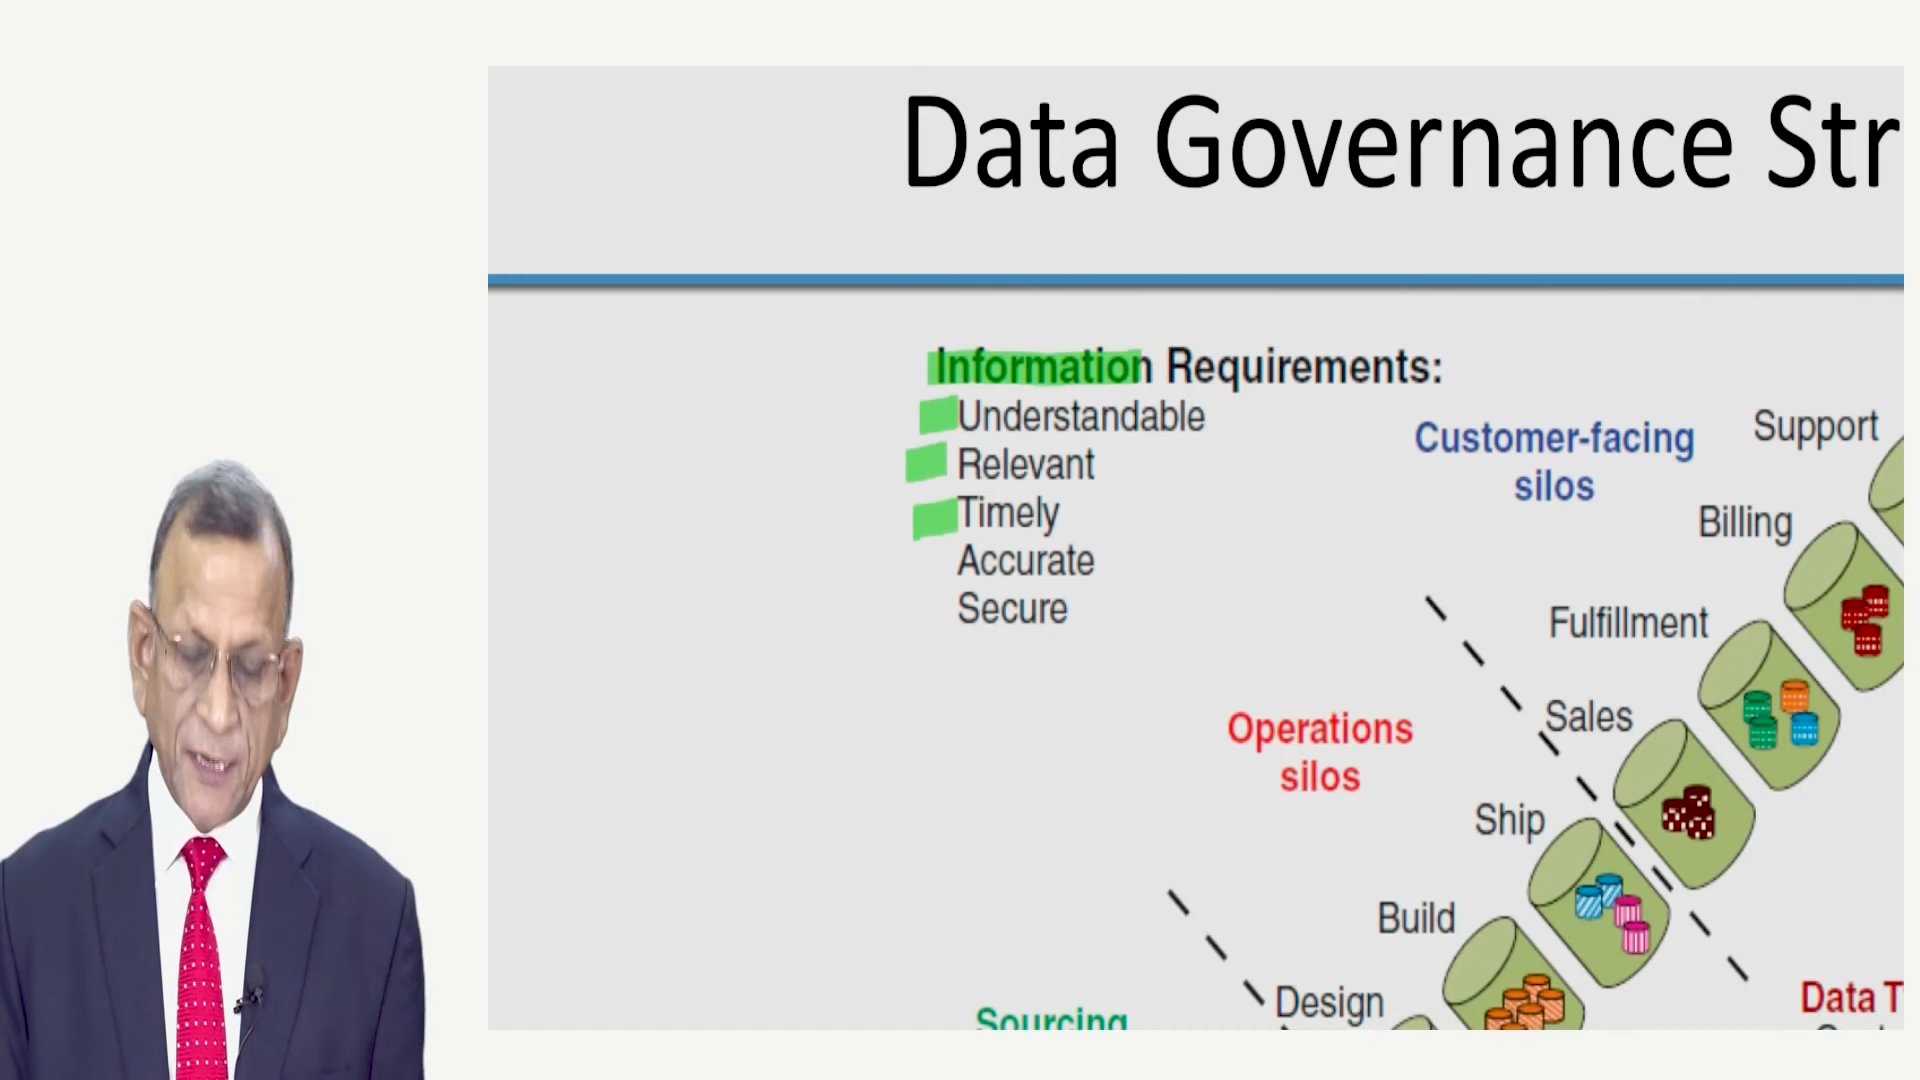 Data Governance Str
Information Requirements:
Understandable
Relevant
Timely
Accurate
Secure
Customer-facing
silos
Support
Billing
Fulfillment
Sales
Operations
silos
Ship
Build
Design
Sourcing
Data T